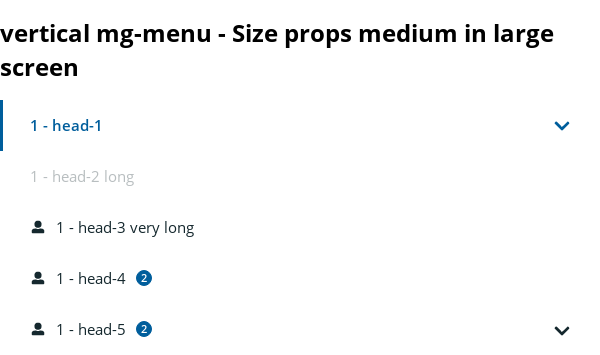 vertical mg-menu - Size props medium in large
screen
1 - head-1
1 - head-2 long
1 - head-3 very long
1 - head-4 2
1 - head-5 2